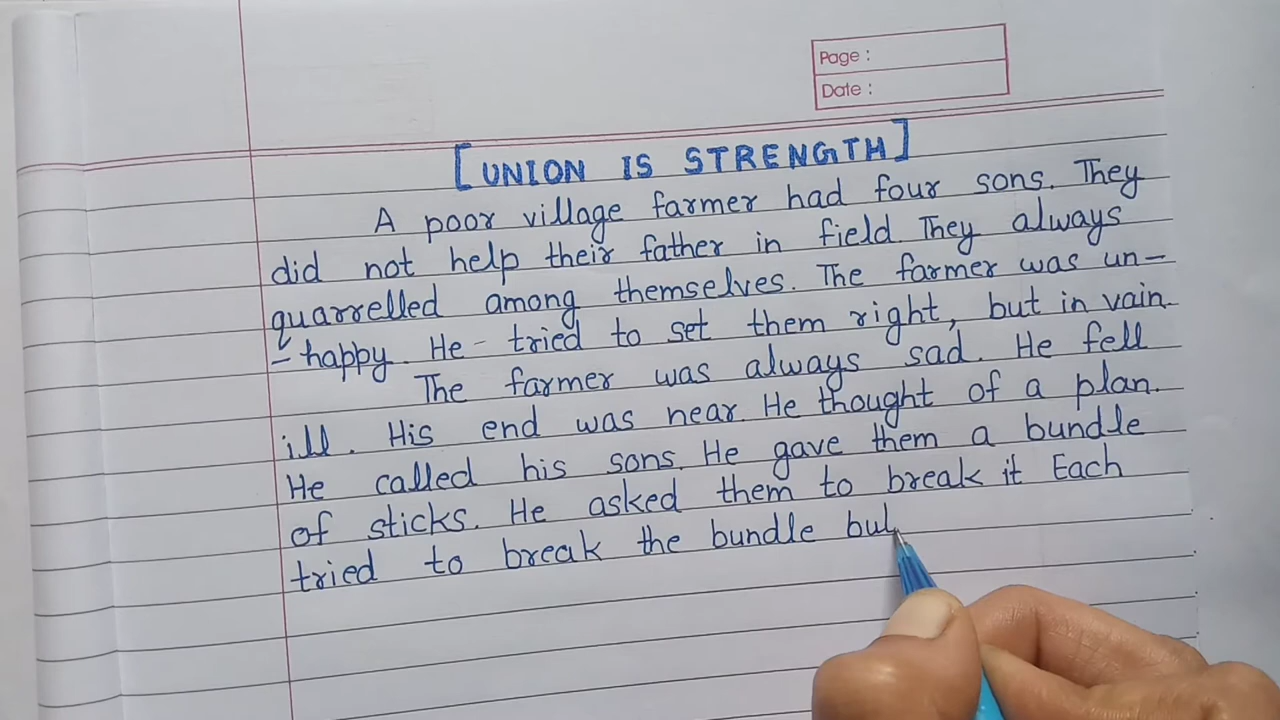 Page :
Date :
[UNION IS STRENGTH]
A poor village farmer had four sons. They
did not help their father in field. They always
quarrelled among themselves. The farmer was un-
- happy. He - tried to set them right, but in vain.
The farmer was always sad. He fell
ill. His end was near. He thought of a plan.
He called his sons. He gave them a bundle
of sticks. He asked them to break it Each
tried to break the bundle but